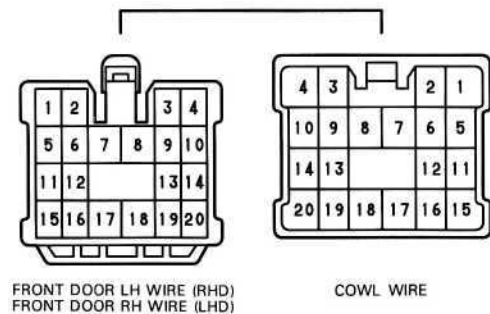 1 2 3 4
5 6 7 8 9 10
11 12 13 14
15 16 17 18 19 20
FRONT DOOR LH WIRE (RHD)
FRONT DOOR RH WIRE (LHD)
4 3 2 1
10 9 8 7 6 5
14 13 12 11
20 19 18 17 16 15
COWL WIRE